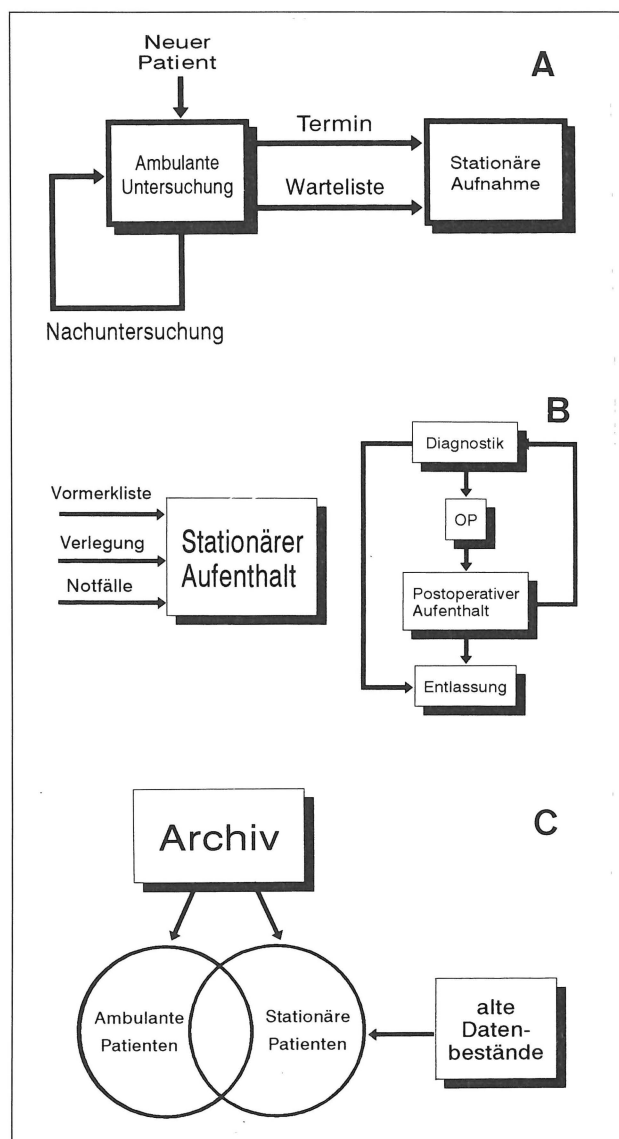 Neuer
Patient
A
Termin
Ambulante
Untersuchung
Stationäre
Aufnahme
Warteliste
Nachuntersuchung
B
Diagnostik
Vormerkliste
OP
Stationärer
Aufenthalt
Verlegung
Notfälle
Postoperativer
Aufenthalt
Entlassung
C
Archiv
Ambulante
Patienten
Stationäre
Patienten
alte
Daten-
bestände